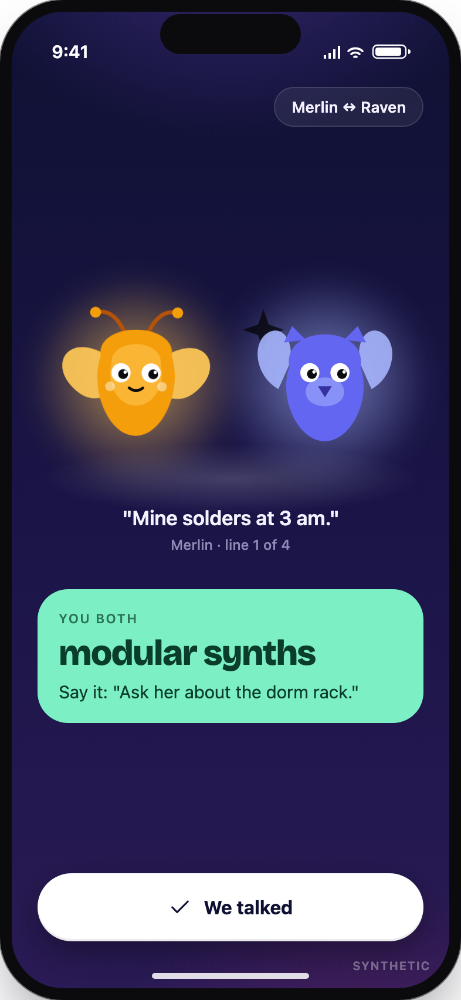 9:41
Merlin ↔ Raven
"Mine solders at 3 am."
Merlin · line 1 of 4
YOU BOTH
modular synths
Say it: "Ask her about the dorm rack."
We talked
SYNTHETIC